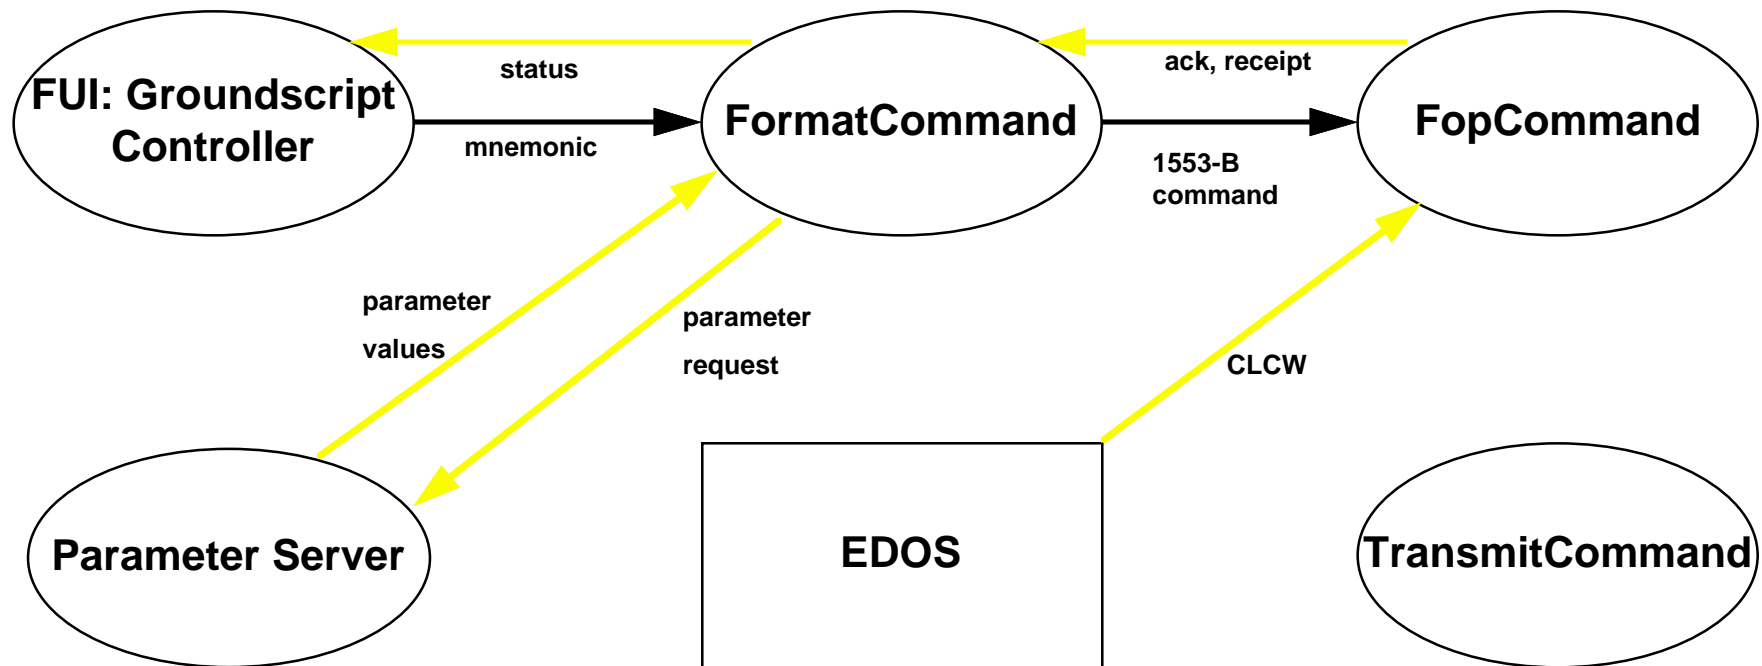 FUI: Groundscript
Controller
status
mnemonic
FormatCommand
ack, receipt
1553-B
command
FopCommand
parameter
values
parameter
request
CLCW
Parameter Server
EDOS
TransmitCommand